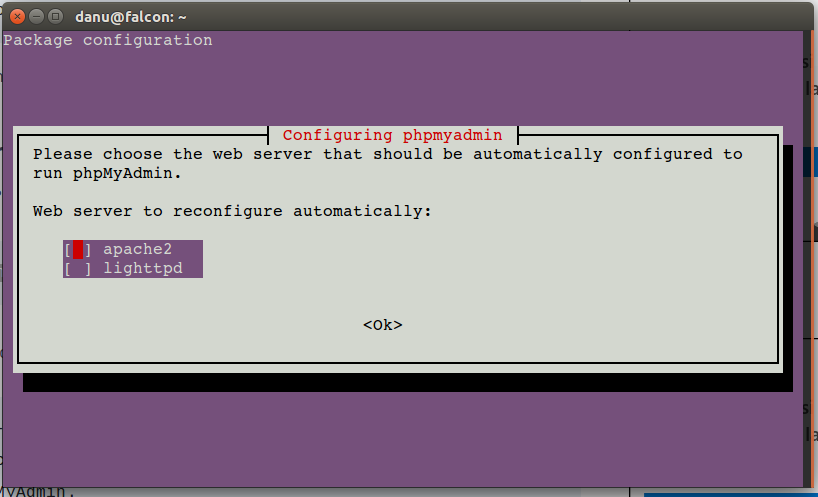 danu@falcon: ~
Package configuration
Configuring phpmyadmin
Please choose the web server that should be automatically configured to
run phpMyAdmin.
Web server to reconfigure automatically:
[ ] apache2
[ ] lighttpd
<Ok>
MyAdmin.